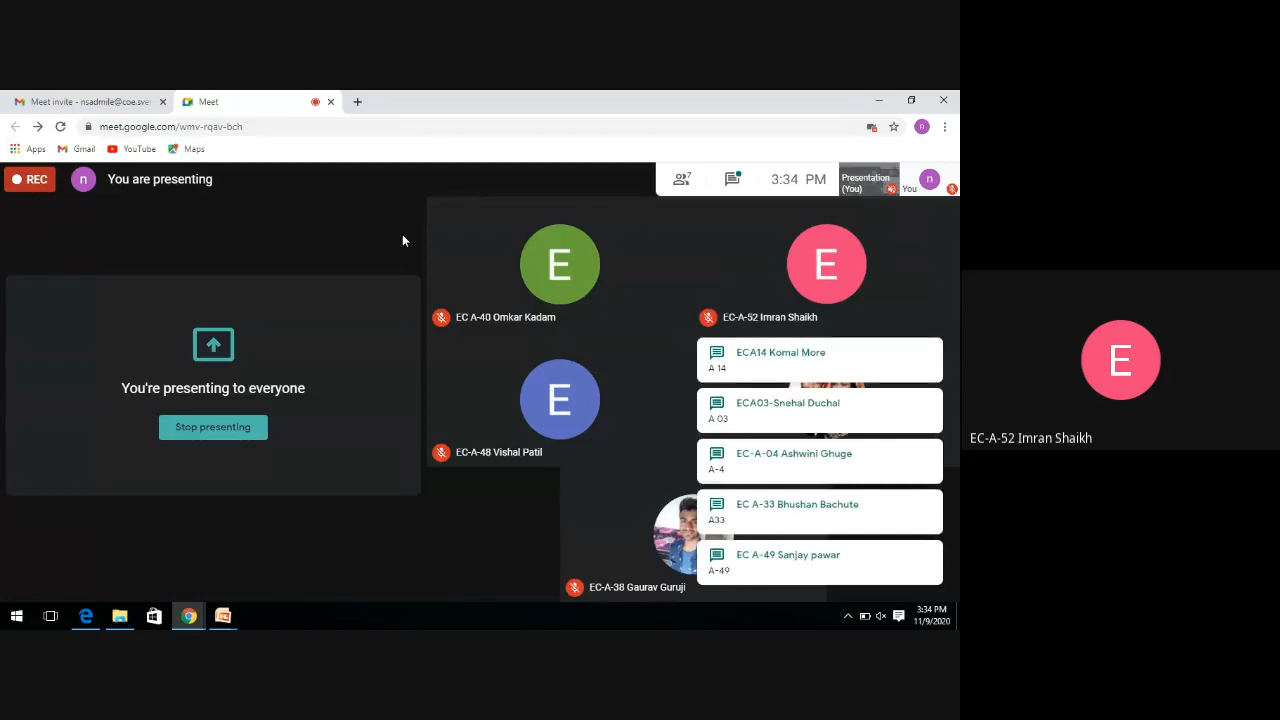 Meet invite - nsadmile@coe.sve
Meet
meet.google.com/wmv-rqav-bch
Apps
Gmail
YouTube
Maps
REC
n
You are presenting
7
3:34 PM
Presentation
(You)
You
n
n
E
EC A-40 Omkar Kadam
E
EC-A-52 Imran Shaikh
You're presenting to everyone
Stop presenting
E
EC-A-48 Vishal Patil
ECA14 Komal More
A 14
ECA03-Snehal Duchal
A 03
EC-A-04 Ashwini Ghuge
A-4
EC A-33 Bhushan Bachute
A33
EC A-49 Sanjay pawar
A-49
EC-A-38 Gaurav Guruji
3:34 PM
11/9/2020
E
EC-A-52 Imran Shaikh